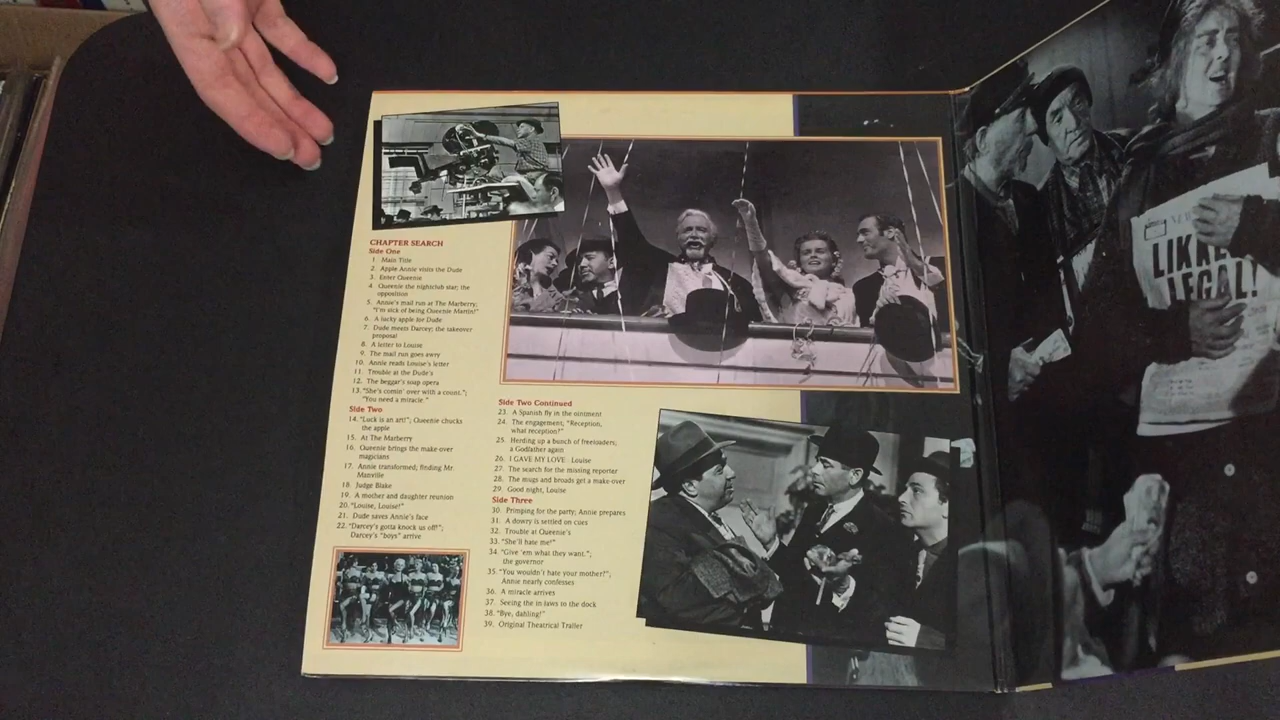 CHAPTER SEARCH
Side One
1. Main Title
2. Apple Annie visits the Dude
3. Enter Queenie
4 Queenie the nightclub star; the
opposition
5. Annie's mail run at The Marberry;
"I'm sick of being Queenie Martin!"
6. A lucky apple for Dude
7. Dude meets Darcey; the takeover
proposal
8. A letter to Louise
9. The mail run goes awry
10. Annie reads Louise's letter
11. Trouble at the Dude's
12. The beggar's soap opera
13. "She's comin' over with a count.";
"You need a miracle."
Side Two
14. "Luck is an art!"; Queenie chucks
the apple
15. At The Marberry
16. Queenie brings the make-over
magicians
17. Annie transformed; finding Mr.
Manville
18. Judge Blake
19. A mother and daughter reunion
20. "Louise, Louise!"
21. Dude saves Annie's face
22. "Darcey's gotta knock us off!";
Darcey's "boys" arrive
Side Two Continued
23. A Spanish fly in the ointment
24. The engagement; "Reception,
what reception?"
25. Herding up a bunch of freeloaders;
a Godfather again
26. I GAVE MY LOVE Louise
27. The search for the missing reporter
28. The mugs and broads get a make-over
29. Good night, Louise
Side Three
30. Primping for the party; Annie prepares
31. A dowry is settled on cues
32. Trouble at Queenie's
33. "She'll hate me!"
34. "Give 'em what they want.";
the governor
35. "You wouldn't hate your mother!";
Annie nearly confesses
36. A miracle arrives
37. Seeing the in-laws to the dock
38. "Bye, dahling!"
39. Original Theatrical Trailer
LEGAL!